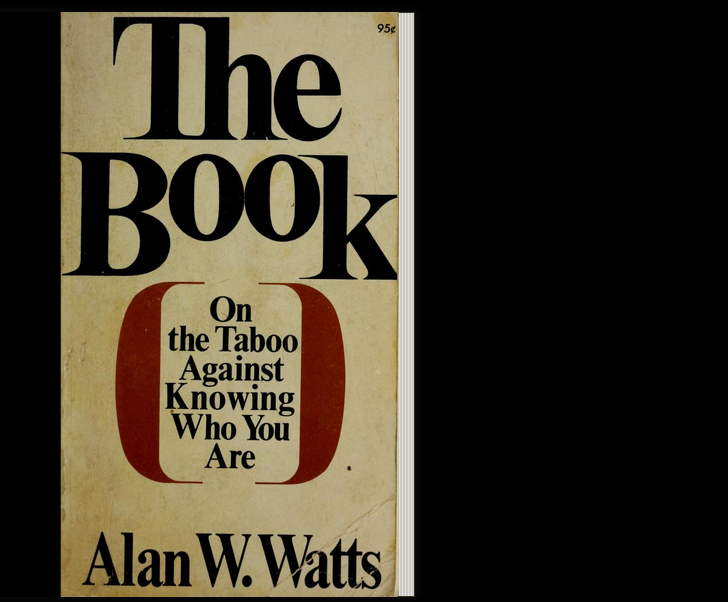 95¢
The
Book
On
the Taboo
Against
Knowing
Who You
Are
Alan W. Watts